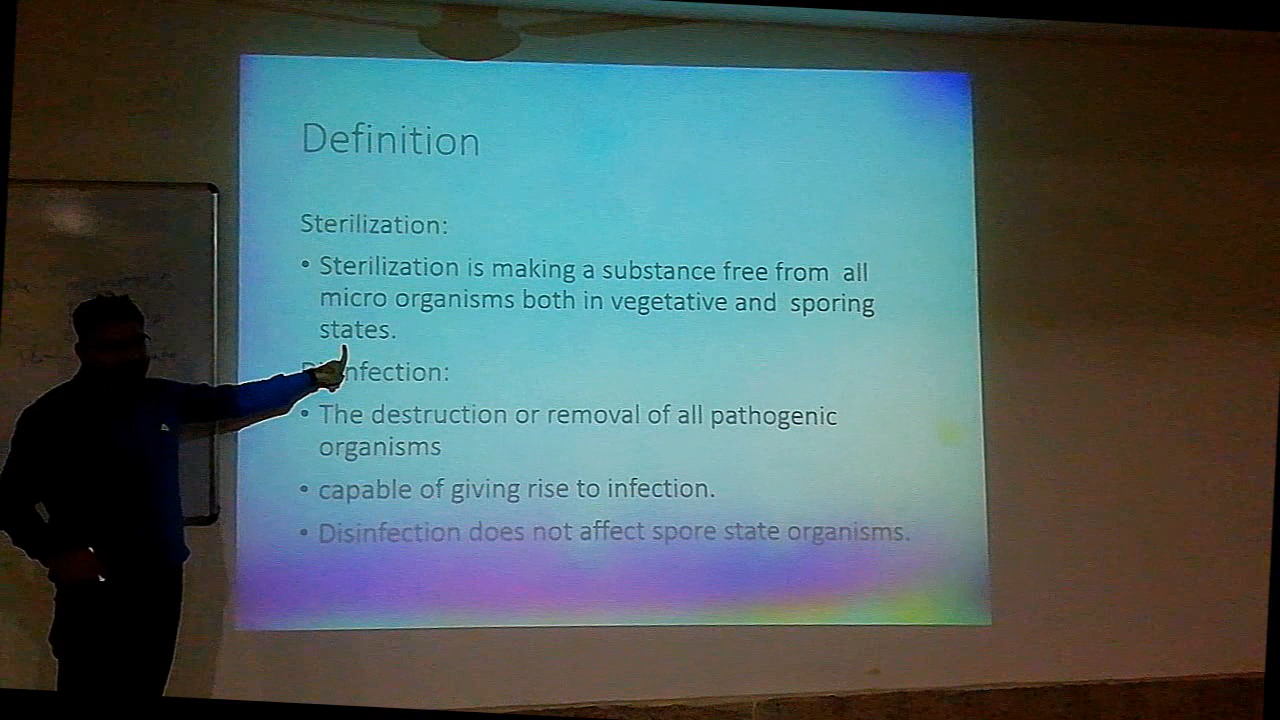 Definition
Sterilization:
• Sterilization is making a substance free from all
micro organisms both in vegetative and sporing
states.
nfection:
• The destruction or removal of all pathogenic
organisms
• capable of giving rise to infection.
• Disinfection does not affect spore state organisms.